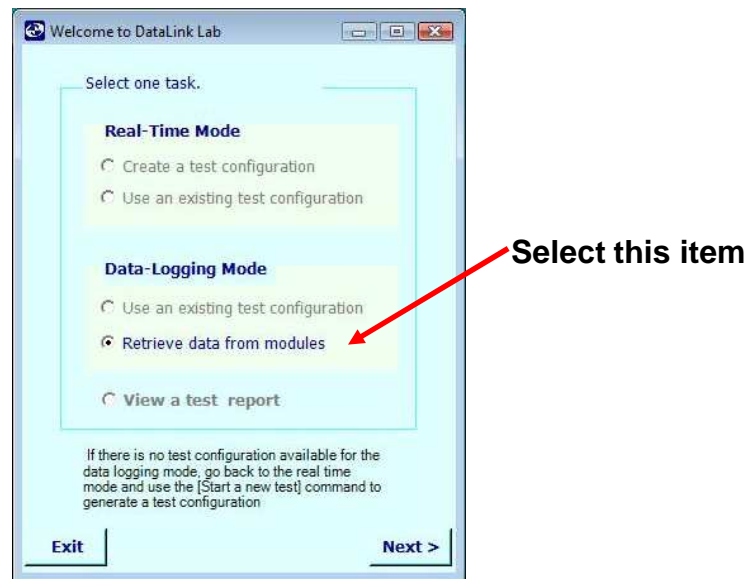 Welcome to DataLink Lab
Select one task.
Real-Time Mode
Create a test configuration
Use an existing test configuration
Select this item
Data-Logging Mode
Use an existing test configuration
Retrieve data from modules
View a test report
If there is no test configuration available for the
data logging mode, go back to the real time
mode and use the [Start a new test] command to
generate a test configuration
Exit
Next >